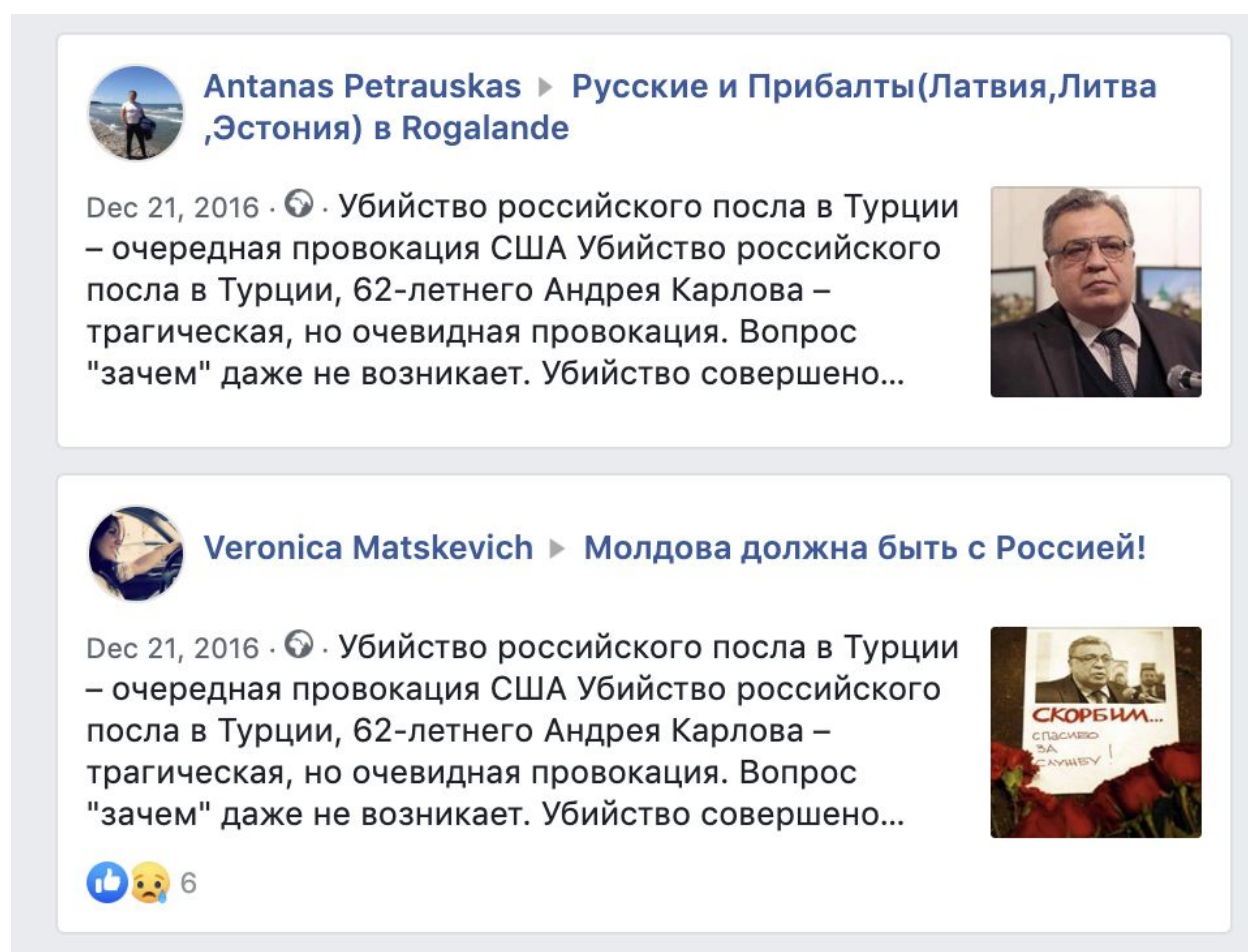 Antanas Petrauskas ▸ Русские и Прибалты(Латвия,Литва
,Эстония) в Rogalande
Dec 21, 2016 · Убийство российского посла в Турции
– очередная провокация США Убийство российского
посла в Турции, 62-летнего Андрея Карлова –
трагическая, но очевидная провокация. Вопрос
"зачем" даже не возникает. Убийство совершено...
Veronica Matskevich ▸ Молдова должна быть с Россией!
Dec 21, 2016 · Убийство российского посла в Турции
– очередная провокация США Убийство российского
посла в Турции, 62-летнего Андрея Карлова –
трагическая, но очевидная провокация. Вопрос
"зачем" даже не возникает. Убийство совершено...
СКОРБИМ...
СПАСИБО
ЗА
СЛУЖБУ!
6